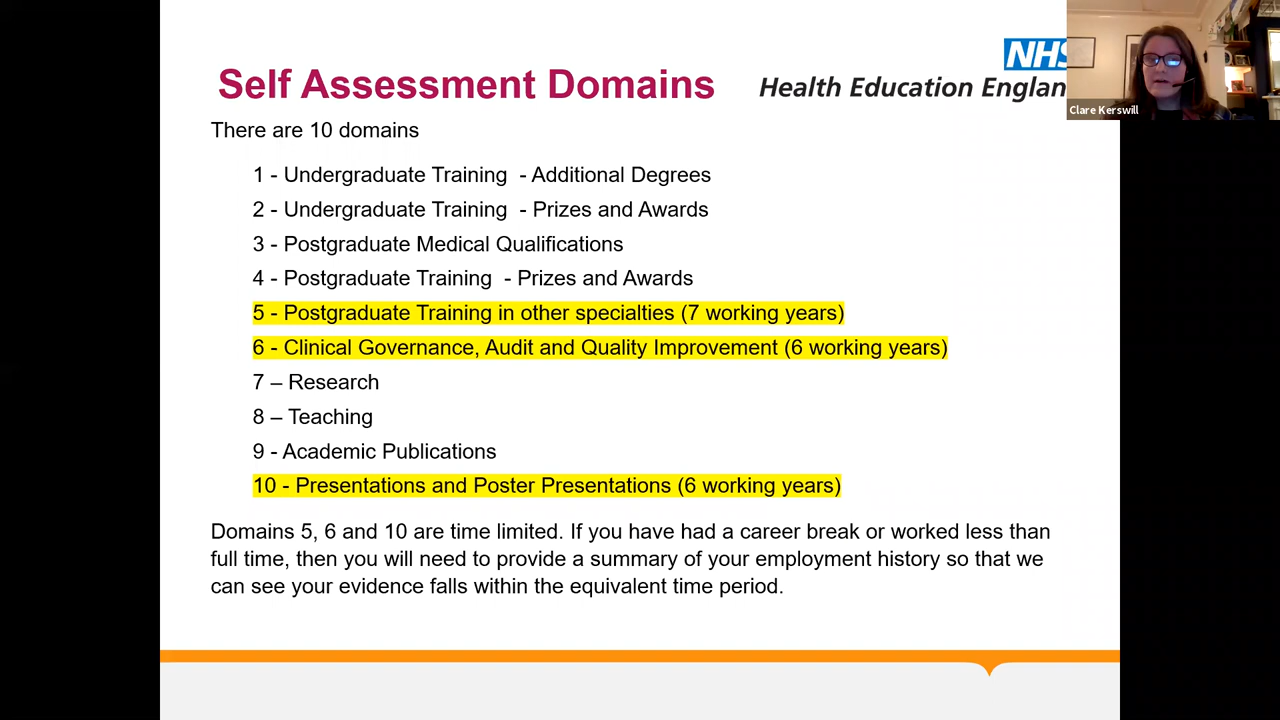 NHS
Self Assessment Domains
Health Education Englan
Clare Kerswill
There are 10 domains
1 - Undergraduate Training - Additional Degrees
2 - Undergraduate Training - Prizes and Awards
3 - Postgraduate Medical Qualifications
4 - Postgraduate Training - Prizes and Awards
5 - Postgraduate Training in other specialties (7 working years)
6 - Clinical Governance, Audit and Quality Improvement (6 working years)
7 – Research
8 – Teaching
9 - Academic Publications
10 - Presentations and Poster Presentations (6 working years)
Domains 5, 6 and 10 are time limited. If you have had a career break or worked less than
full time, then you will need to provide a summary of your employment history so that we
can see your evidence falls within the equivalent time period.